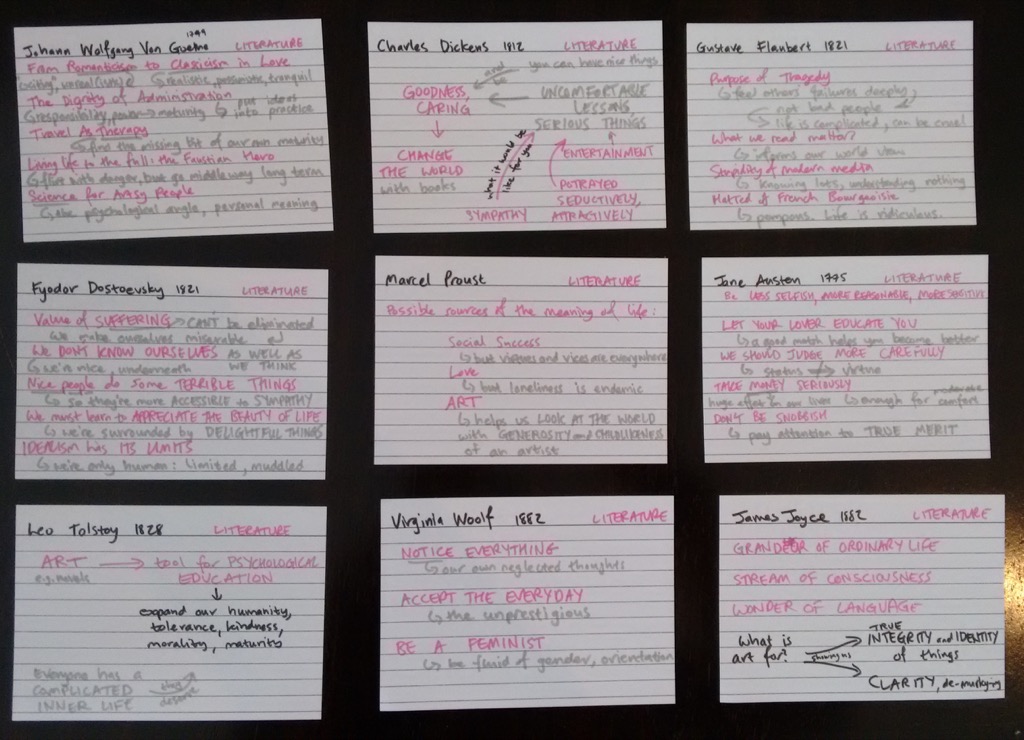 Johann Wolfgang Von Goethe 1749 LITERATURE
From Romanticism to Classicism in Love
realistic, pessimistic, tranquil
The Dignity of Administration
responsibility, power → maturity ↳ put ideas into practice
Travel As Therapy
↳ find the missing bit of our own maturity
Living life to the full: the Faustian Hero
↳ flirt with danger, but go middle way long term
Science for Artsy People
↳ the psychological angle, personal meaning
Charles Dickens 1812 LITERATURE
and be you can have nice things
GOODNESS, ← UNCOMFORTABLE
CARING LESSONS,
SERIOUS THINGS
CHANGE ENTERTAINMENT
THE WORLD
with books
what it would be
like for you
PotRAYED
SEDUCTIVELY,
SYMPATHY ATTRACTIVELY
Gustave Flaubert 1821 LITERATURE
Purpose of Tragedy
↳ feel others failures deeply,
not bad people
↳ life is complicated, can be cruel
What we read matter?
↳ informs our world view
Stupidity of modern media
↳ knowing lots, understanding nothing
Hatred of French Bourgeoisie
↳ pompous. Life is ridiculous.
Fyodor Dostoevsky 1821 LITERATURE
Value of SUFFERING → CAN'T be eliminated
We make ourselves miserable
We DON'T KNOW OURSELVES AS WELL AS
↳ we're nice, underneath WE THINK
Nice people do some TERRIBLE THINGS
↳ so they're more ACCESSIBLE to SYMPATHY
We must learn to APPRECIATE THE BEAUTY OF LIFE
↳ we're surrounded by DELIGHTFUL THINGS
IDEALISM has ITS LIMITS
↳ we're only human: limited, muddled
Marcel Proust LITERATURE
Possible sources of the meaning of life:
Social Success
↳ but virtues and vices are everywhere
Love
↳ but loneliness is endemic
ART
↳ helps us LOOK AT THE WORLD
with GENEROSITY and CHILDLIKENESS
of an artist
Jane Austen 1775 LITERATURE
Be LESS SELFISH, MORE REASONABLE, MORE SENSITIVE
LET YOUR LOVER EDUCATE YOU
↳ a good match helps you become better
WE SHOULD JUDGE MORE CAREFULLY
↳ status virtue
TAKE MONEY SERIOUSLY
moderate
huge effect on our lives ↳ enough for comfort
DON'T BE SNOBBISH
↳ pay attention to TRUE MERIT
Leo Tolstoy 1828 LITERATURE
ART → tool for PSYCHOLOGICAL
e.g. novels EDUCATION
↓
expand our humanity,
tolerance, kindness,
morality, maturity
Everyone has a
COMPLICATED they deserve
INNER LIFE
Virginia Woolf 1882 LITERATURE
NOTICE EVERYTHING
↳ our own neglected thoughts
ACCEPT THE EVERYDAY
↳ the unprestigious
BE A FEMINIST
↳ be fluid of gender, orientation
James Joyce 1882 LITERATURE
GRANDEUR OF ORDINARY LIFE
STREAM OF CONSCIOUSNESS
WONDER OF LANGUAGE
TRUE
What is INTEGRITY and IDENTITY
art for? showing us of things
CLARITY, de-murkying